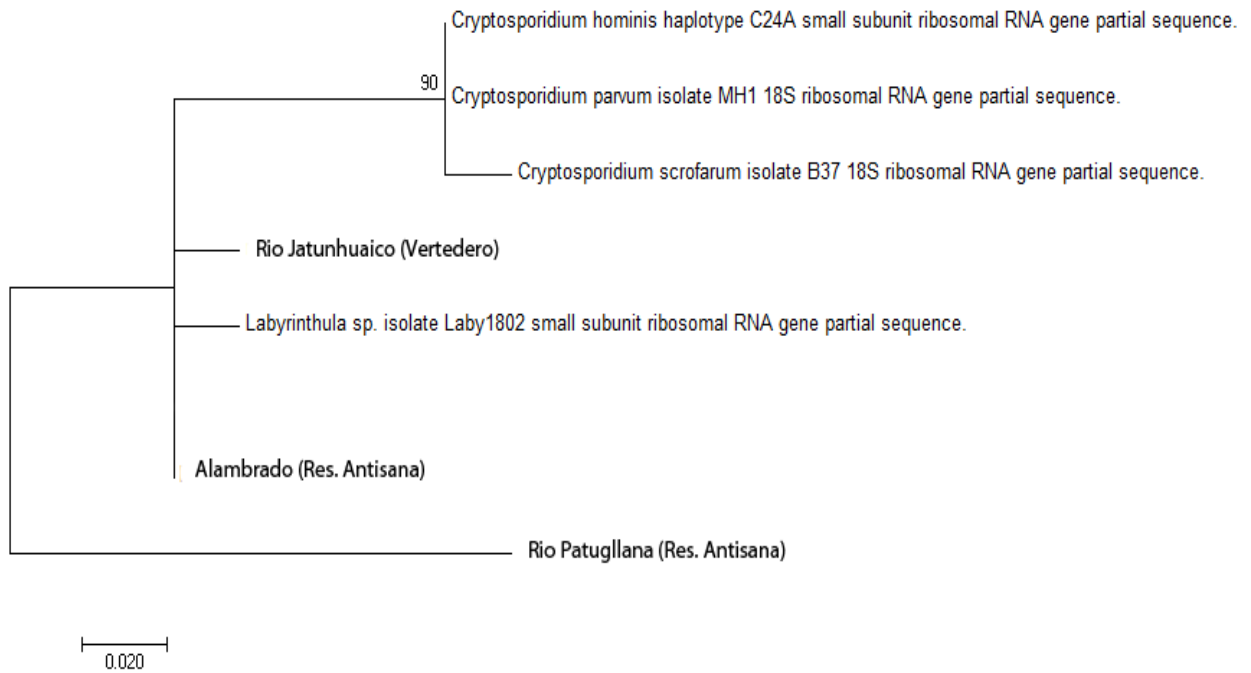 Cryptosporidium hominis haplotype C24A small subunit ribosomal RNA gene partial sequence.
90
Cryptosporidium parvum isolate MH1 18S ribosomal RNA gene partial sequence.
Cryptosporidium scrofarum isolate B37 18S ribosomal RNA gene partial sequence.
Rio Jatunhuaico (Vertedero)
Labyrinthula sp. isolate Laby1802 small subunit ribosomal RNA gene partial sequence.
Alambrado (Res. Antisana)
Rio Patugllana (Res. Antisana)
0.020